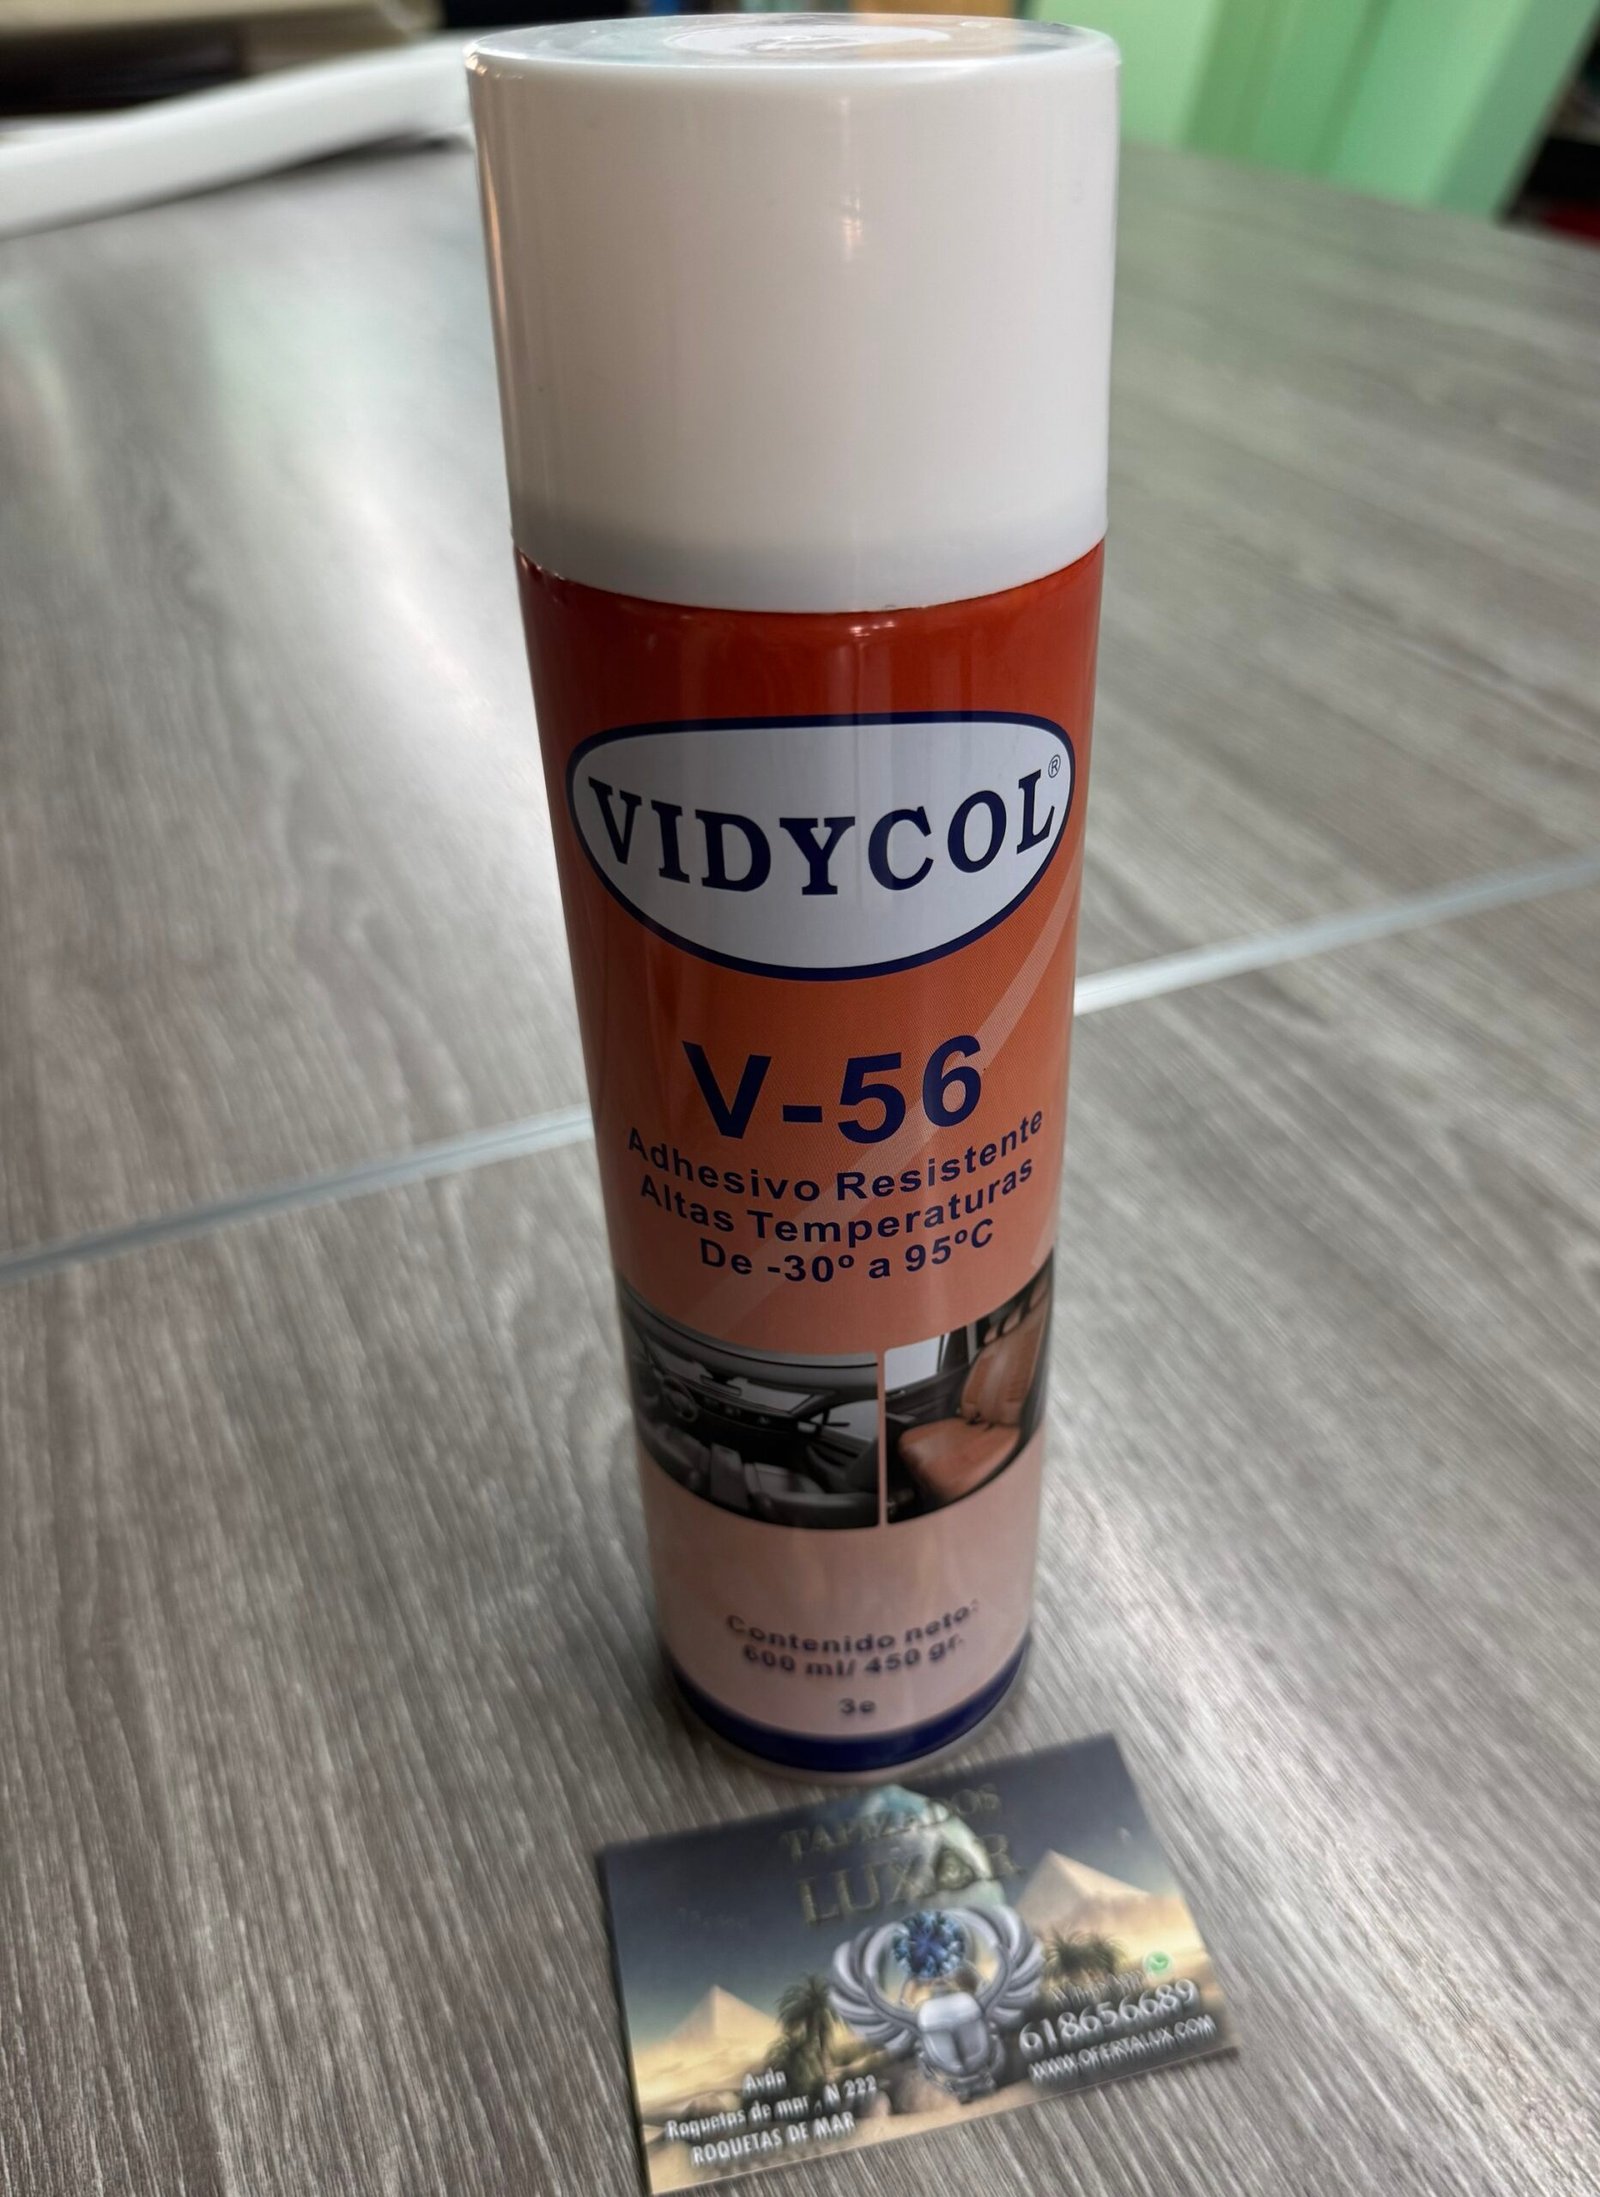 VIDYCOL®
V-56
Adhesivo Resistente
Altas Temperaturas
De -30º a 95ºC
Contenido neto:
600 ml/ 450 gr.
3e
TAPIZADOS
LUXOR
WhatsApp
618656689
WWW.OFERTALUX.COM
Avda
Roquetas de mar , N 222
ROQUETAS DE MAR